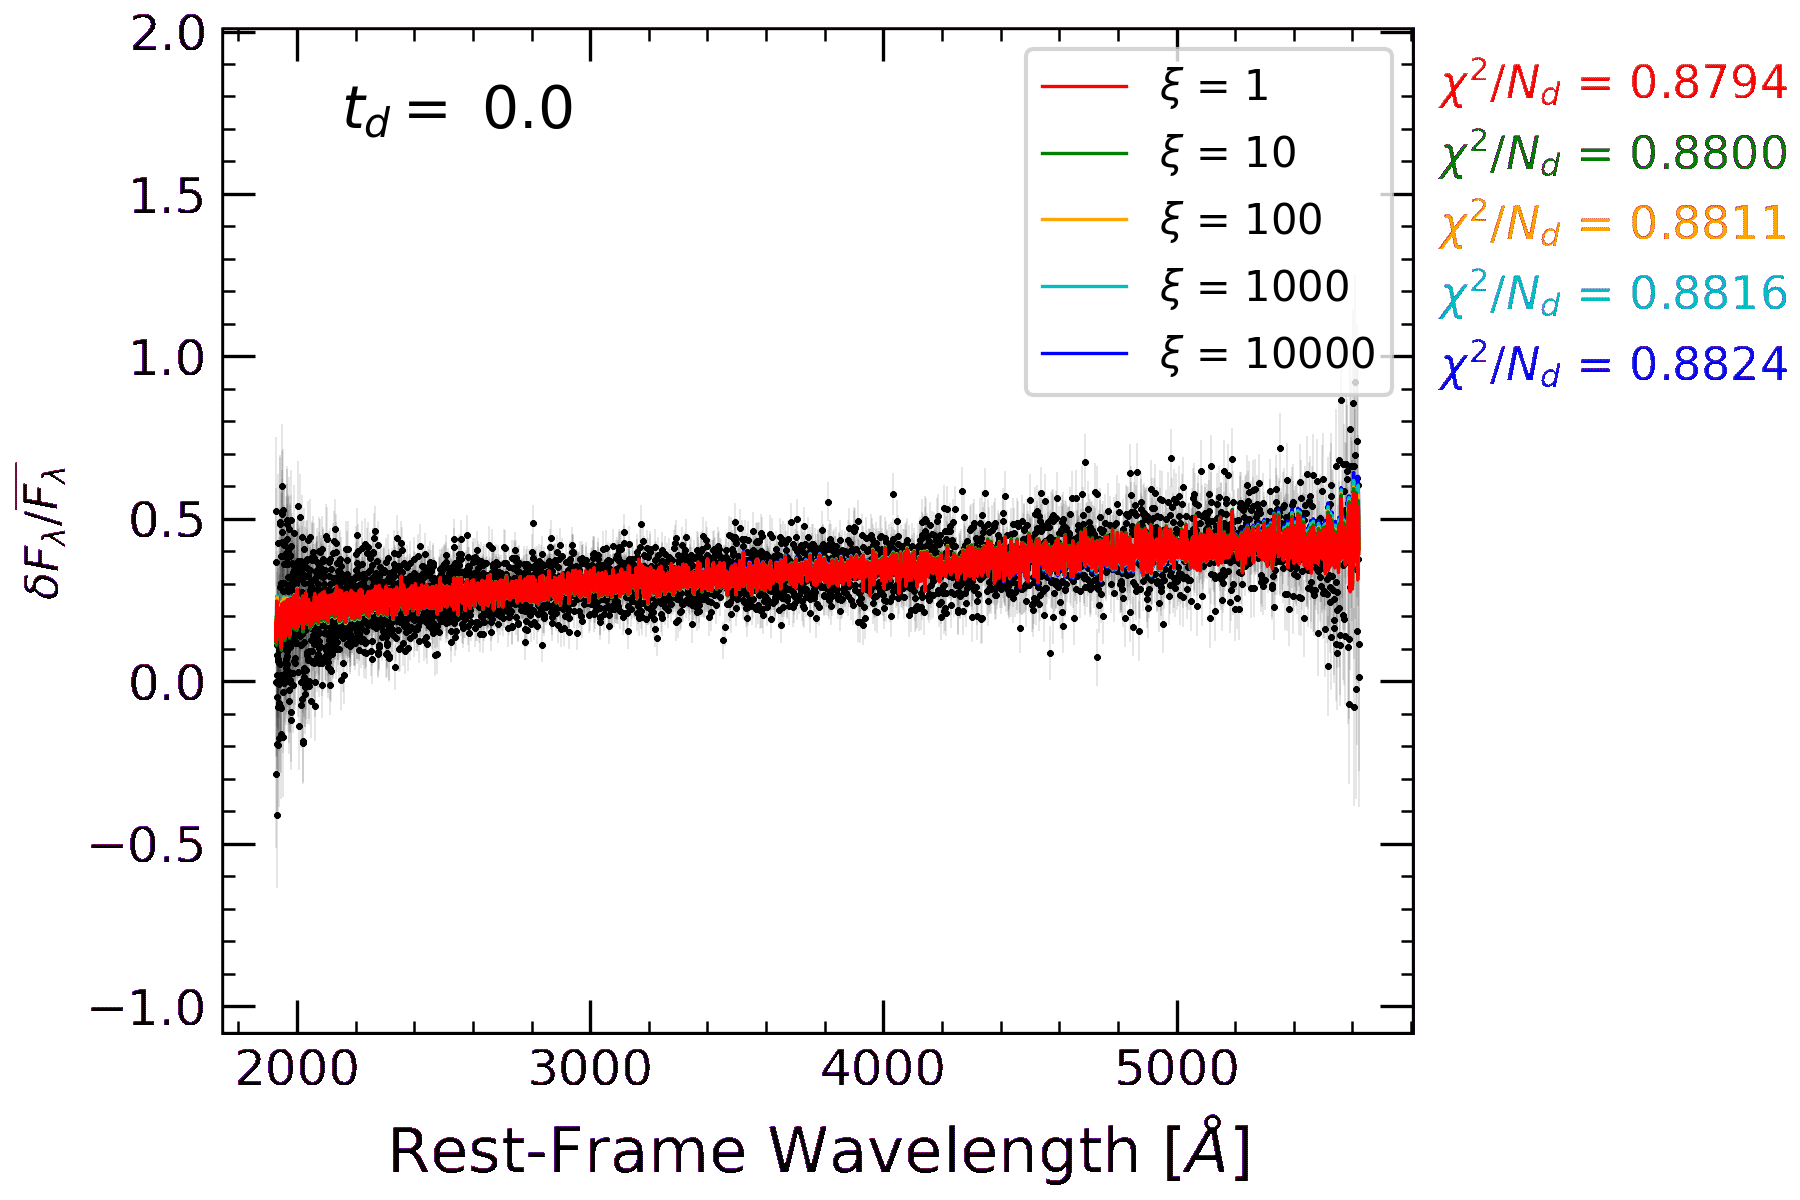 2.0
1.5
1.0
0.5
0.0
−0.5
−1.0
δF_λ/F̅_λ
t_d = 0.0
ξ = 1
ξ = 10
ξ = 100
ξ = 1000
ξ = 10000
χ²/N_d = 0.8794
χ²/N_d = 0.8800
χ²/N_d = 0.8811
χ²/N_d = 0.8816
χ²/N_d = 0.8824
2000 3000 4000 5000
Rest-Frame Wavelength [Å]